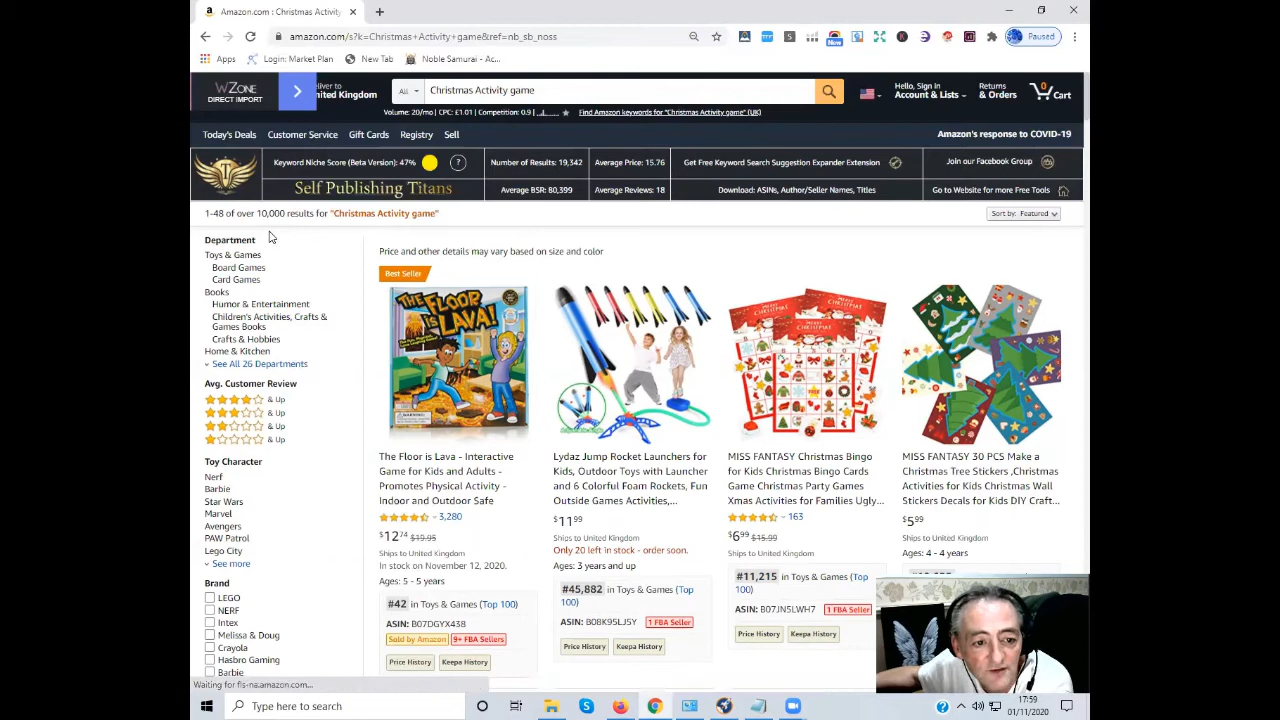 Amazon.com : Christmas Activity
amazon.com/s?k=Christmas+Activity+game&ref=nb_sb_noss
Paused
Apps
Login: Market Plan
New Tab
Noble Samurai - Ac...
WZONE
DIRECT IMPORT
Deliver to
United Kingdom
All
Christmas Activity game
Hello, Sign in
Account & Lists
Returns
& Orders
0
Cart
Volume: 20/mo | CPC: £1.01 | Competition: 0.9 |
Find Amazon keywords for "Christmas Activity game" (UK)
Today's Deals
Customer Service
Gift Cards
Registry
Sell
Amazon's response to COVID-19
Keyword Niche Score (Beta Version): 47%
?
Number of Results: 19,342
Average Price: 15.76
Get Free Keyword Search Suggestion Expander Extension
Join our Facebook Group
Self Publishing Titans
Average BSR: 80,399
Average Reviews: 18
Download: ASINs, Author/Seller Names, Titles
Go to Website for more Free Tools
1-48 of over 10,000 results for "Christmas Activity game"
Sort by: Featured
Department
Toys & Games
Board Games
Card Games
Books
Humor & Entertainment
Children's Activities, Crafts &
Games Books
Crafts & Hobbies
Home & Kitchen
See All 26 Departments
Avg. Customer Review
& Up
& Up
& Up
& Up
Toy Character
Nerf
Barbie
Star Wars
Marvel
Avengers
PAW Patrol
Lego City
See more
Brand
LEGO
NERF
Intex
Melissa & Doug
Crayola
Hasbro Gaming
Barbie
Price and other details may vary based on size and color
Best Seller
THE FLOOR
IS LAVA!
The Floor is Lava - Interactive
Game for Kids and Adults -
Promotes Physical Activity -
Indoor and Outdoor Safe
3,280
$12.74 $19.95
Ships to United Kingdom
In stock on November 12, 2020.
Ages: 5 - 5 years
#42 in Toys & Games (Top 100)
ASIN: B07DGYX438
Sold by Amazon
9+ FBA Sellers
Price History
Keepa History
Lydaz Jump Rocket Launchers for
Kids, Outdoor Toys with Launcher
and 6 Colorful Foam Rockets, Fun
Outside Games Activities,...
$11.99
Ships to United Kingdom
Only 20 left in stock - order soon.
Ages: 3 years and up
#45,882 in Toys & Games (Top
100)
ASIN: B08K95LJ5Y
1 FBA Seller
Price History
Keepa History
MERRY CHRISTMAS
MISS FANTASY Christmas Bingo
for Kids Christmas Bingo Cards
Game Christmas Party Games
Xmas Activities for Families Ugly...
163
$6.99 $15.99
Ships to United Kingdom
#11,215 in Toys & Games (Top
100)
ASIN: B07JN5LWH7
1 FBA Seller
Price History
Keepa History
MISS FANTASY 30 PCS Make a
Christmas Tree Stickers ,Christmas
Activities for Kids Christmas Wall
Stickers Decals for Kids DIY Craft...
$5.99
Ships to United Kingdom
Ages: 4 - 4 years
Waiting for fls-na.amazon.com...
Type here to search
17:59
01/11/2020